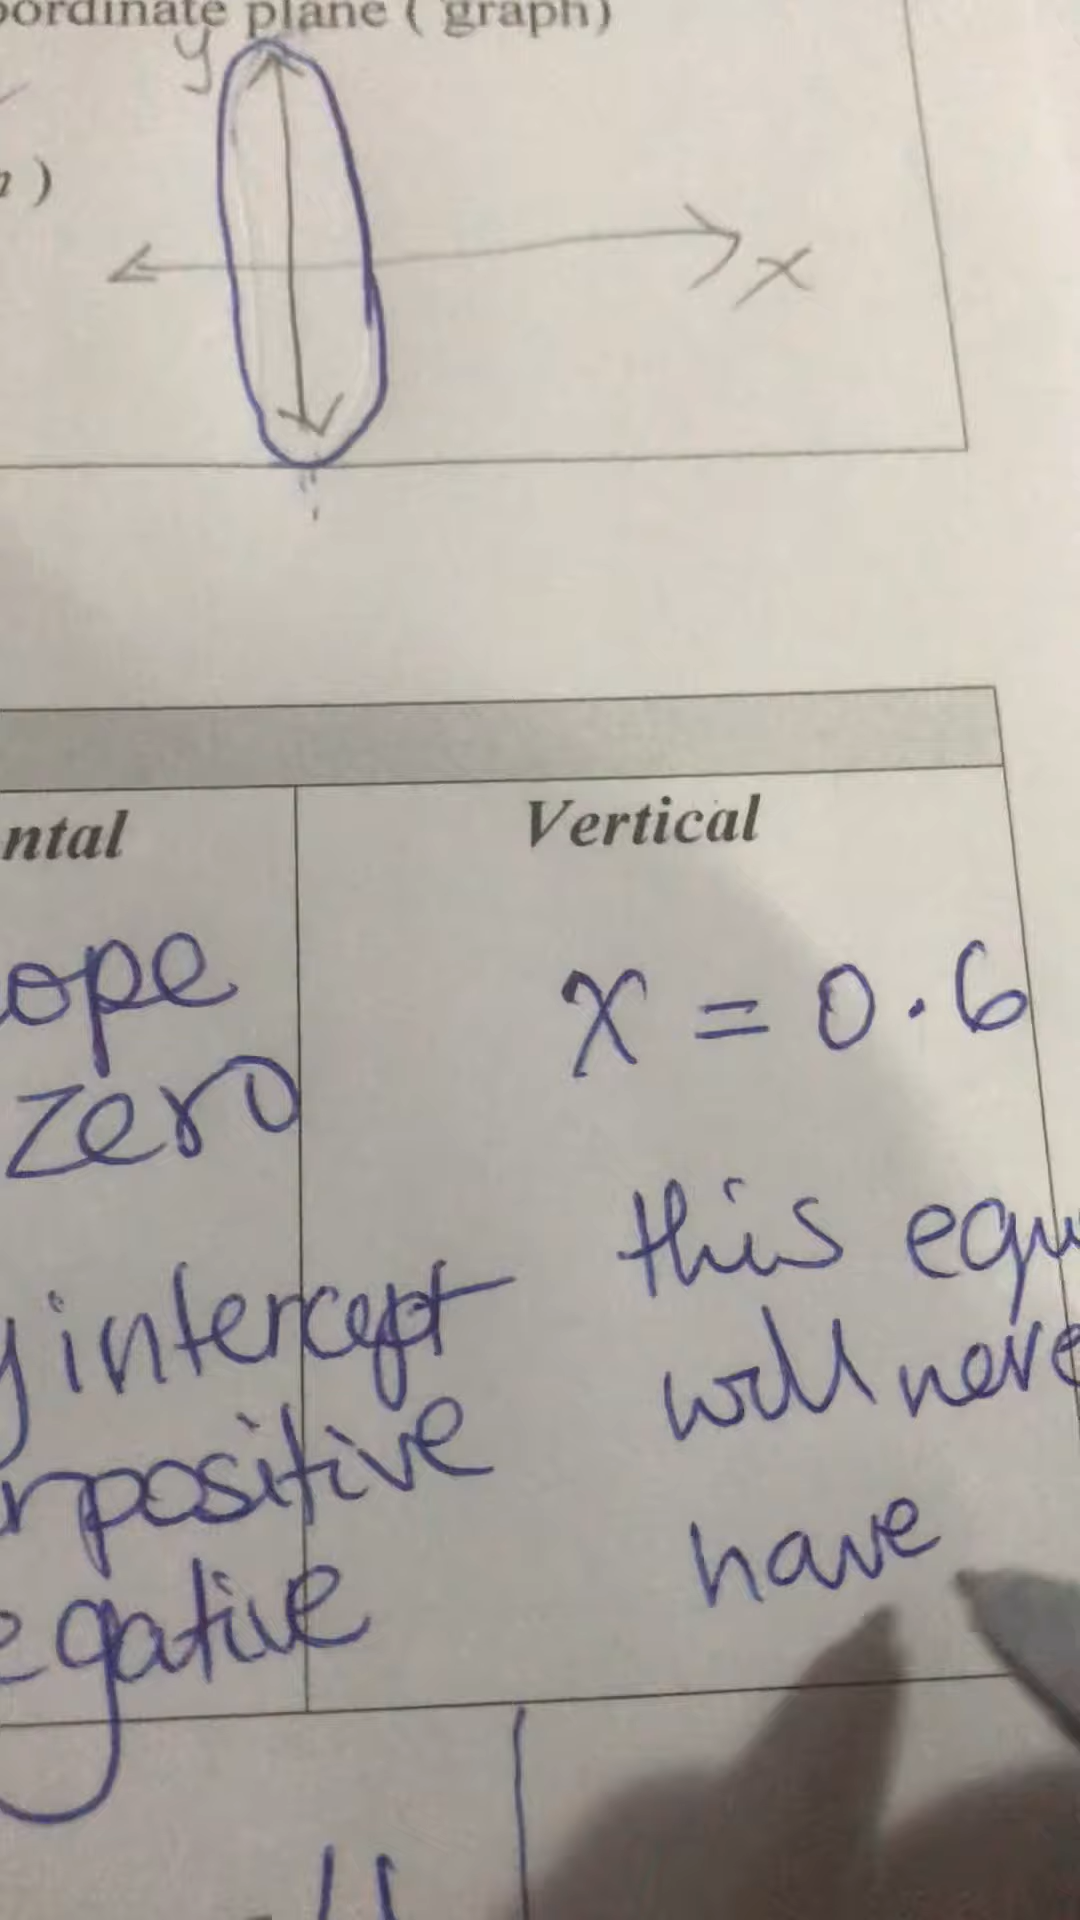 ordinate plane ( graph)
y
)
x
ntal
Vertical
ope
x = 0.6
zero
this equ
y intercept
will neve
positive
have
egative